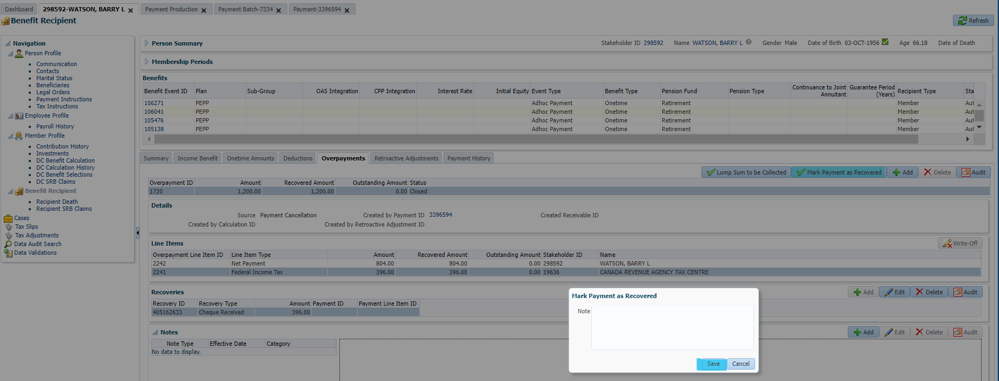 Dashboard 298592-WATSON, BARRY L Payment Production Payment Batch-7334 Payment-3396594
Benefit Recipient
Refresh
Navigation
Person Profile
Communication
Contacts
Marital Status
Beneficiaries
Legal Orders
Payment Instructions
Tax Instructions
Employee Profile
Payroll History
Member Profile
Contribution History
Investments
DC Benefit Calculation
DC Calculation History
DC Benefit Selections
DC SRB Claims
Benefit Recipient
Recipient Death
Recipient SRB Claims
Cases
Tax Slips
Tax Adjustments
Data Audit Search
Data Validations
Person Summary Stakeholder ID 298592 Name WATSON, BARRY L Gender Male Date of Birth 03-OCT-1956 Age 66.18 Date of Death
Membership Periods
Benefits
Benefit Event ID Plan Sub-Group OAS Integration CPP Integration Interest Rate Initial Equity Event Type Benefit Type Pension Fund Pension Type Continuance to Joint Annuitant Guarantee Period (Years) Recipient Type Sta
106271 PEPP Adhoc Payment Onetime Retirement Member Aut
106041 PEPP Adhoc Payment Onetime Retirement Member Aut
105476 PEPP Adhoc Payment Onetime Retirement Member Aut
105138 PEPP Adhoc Payment Onetime Retirement Member Aut
Summary Income Benefit Onetime Amounts Deductions Overpayments Retroactive Adjustments Payment History
Lump Sum to be Collected Mark Payment as Recovered Add Delete Audit
Overpayment ID Amount Recovered Amount Outstanding Amount Status
1720 1,200.00 1,200.00 0.00 Closed
Details
Source Payment Cancellation Created by Payment ID 3396594 Created Receivable ID
Created by Calculation ID Created by Retroactive Adjustment ID
Line Items Write-Off
Overpayment Line Item ID Line Item Type Amount Recovered Amount Outstanding Amount Stakeholder ID Name
2242 Net Payment 804.00 804.00 0.00 298592 WATSON, BARRY L
2241 Federal Income Tax 396.00 396.00 0.00 19636 CANADA REVENUE AGENCY TAX CENTRE
Recoveries Add Edit Delete Audit
Recovery ID Recovery Type Amount Payment ID Payment Line Item ID
405162633 Cheque Received 396.00
Notes Add Edit Delete Audit
Note Type Effective Date Category
No data to display.
Mark Payment as Recovered
Note
Save Cancel